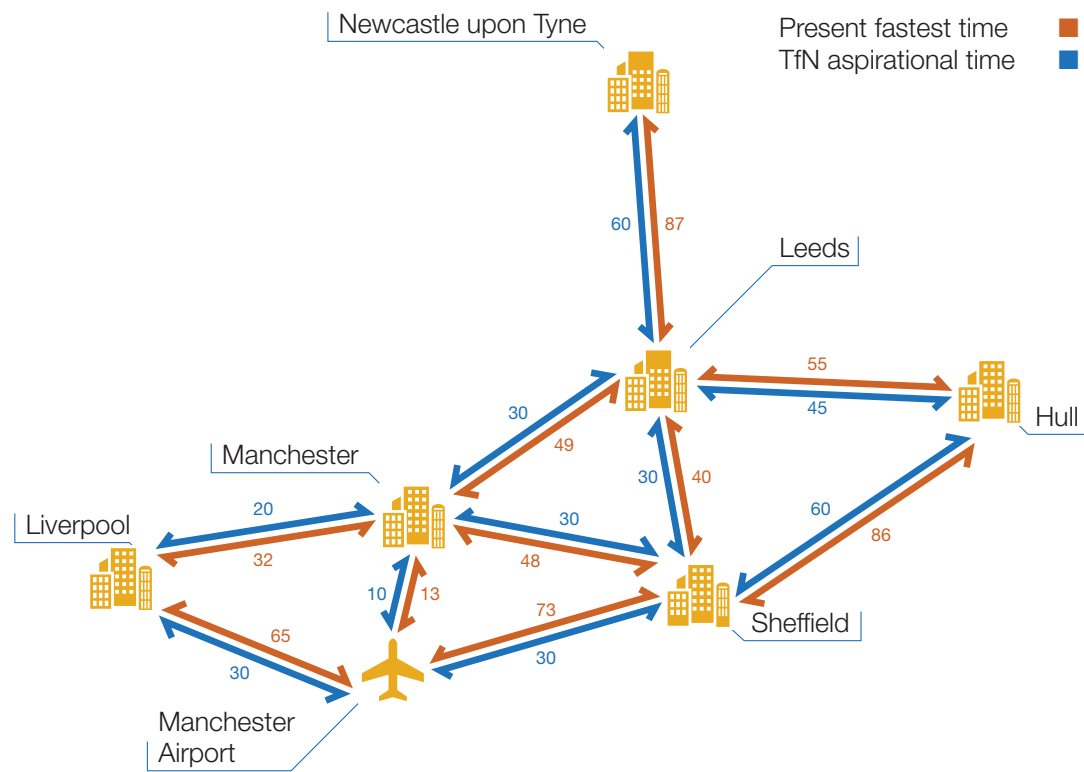 Newcastle upon Tyne
Present fastest time
TfN aspirational time
60
87
Leeds
55
45
Hull
30
49
Manchester
30
40
20
30
60
Liverpool
32
48
86
10
13
73
Sheffield
65
30
30
Manchester
Airport